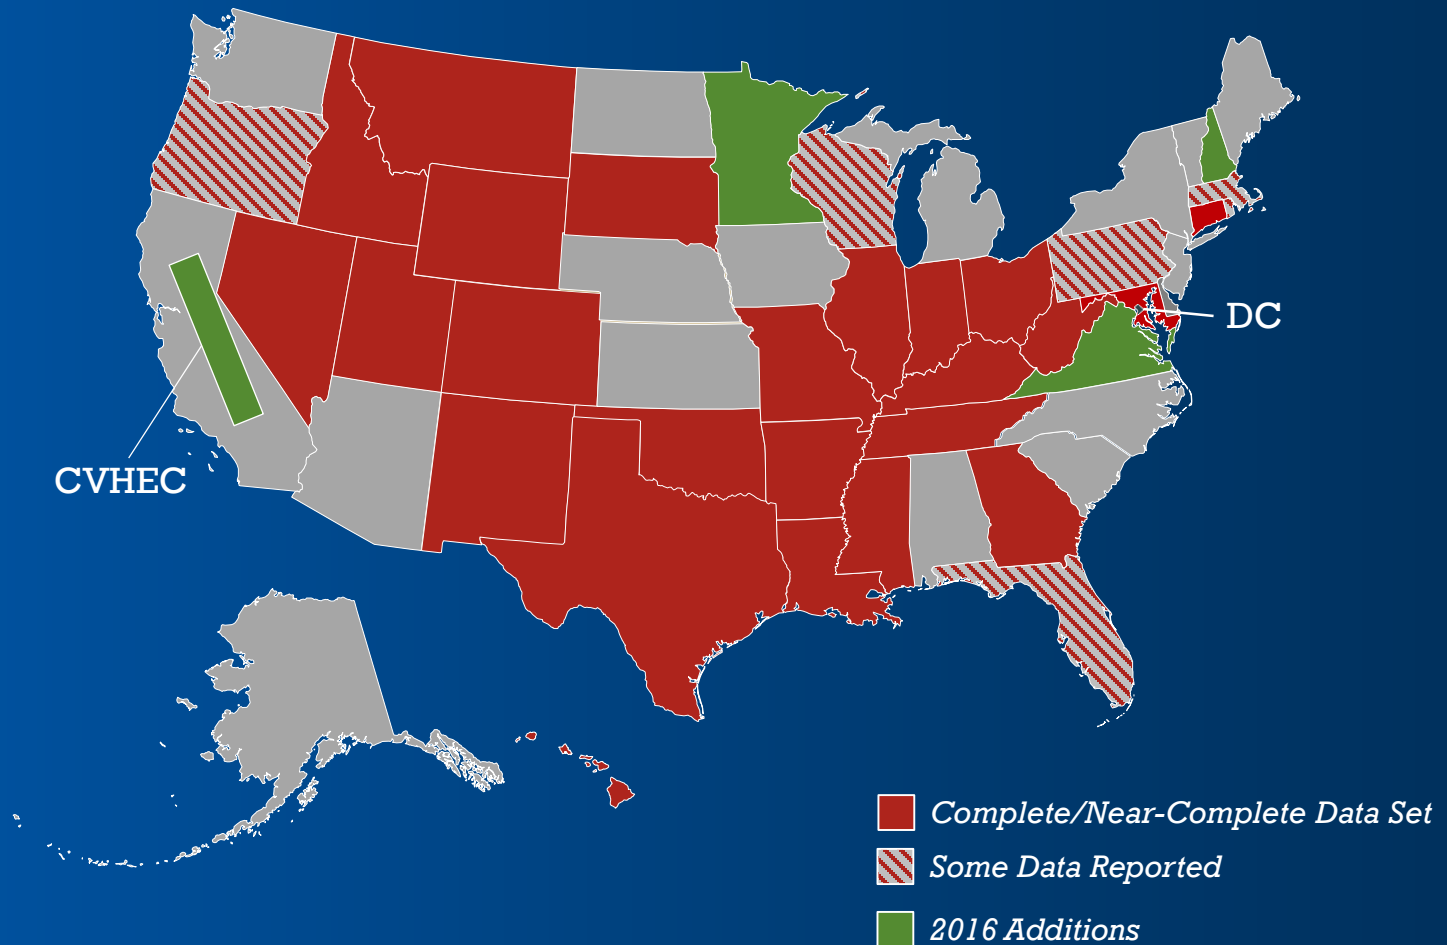 DC
CVHEC
Complete/Near-Complete Data Set
Some Data Reported
2016 Additions